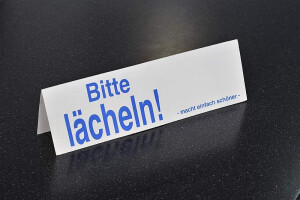 Bitte
lächeln!
- macht einfach schöner -